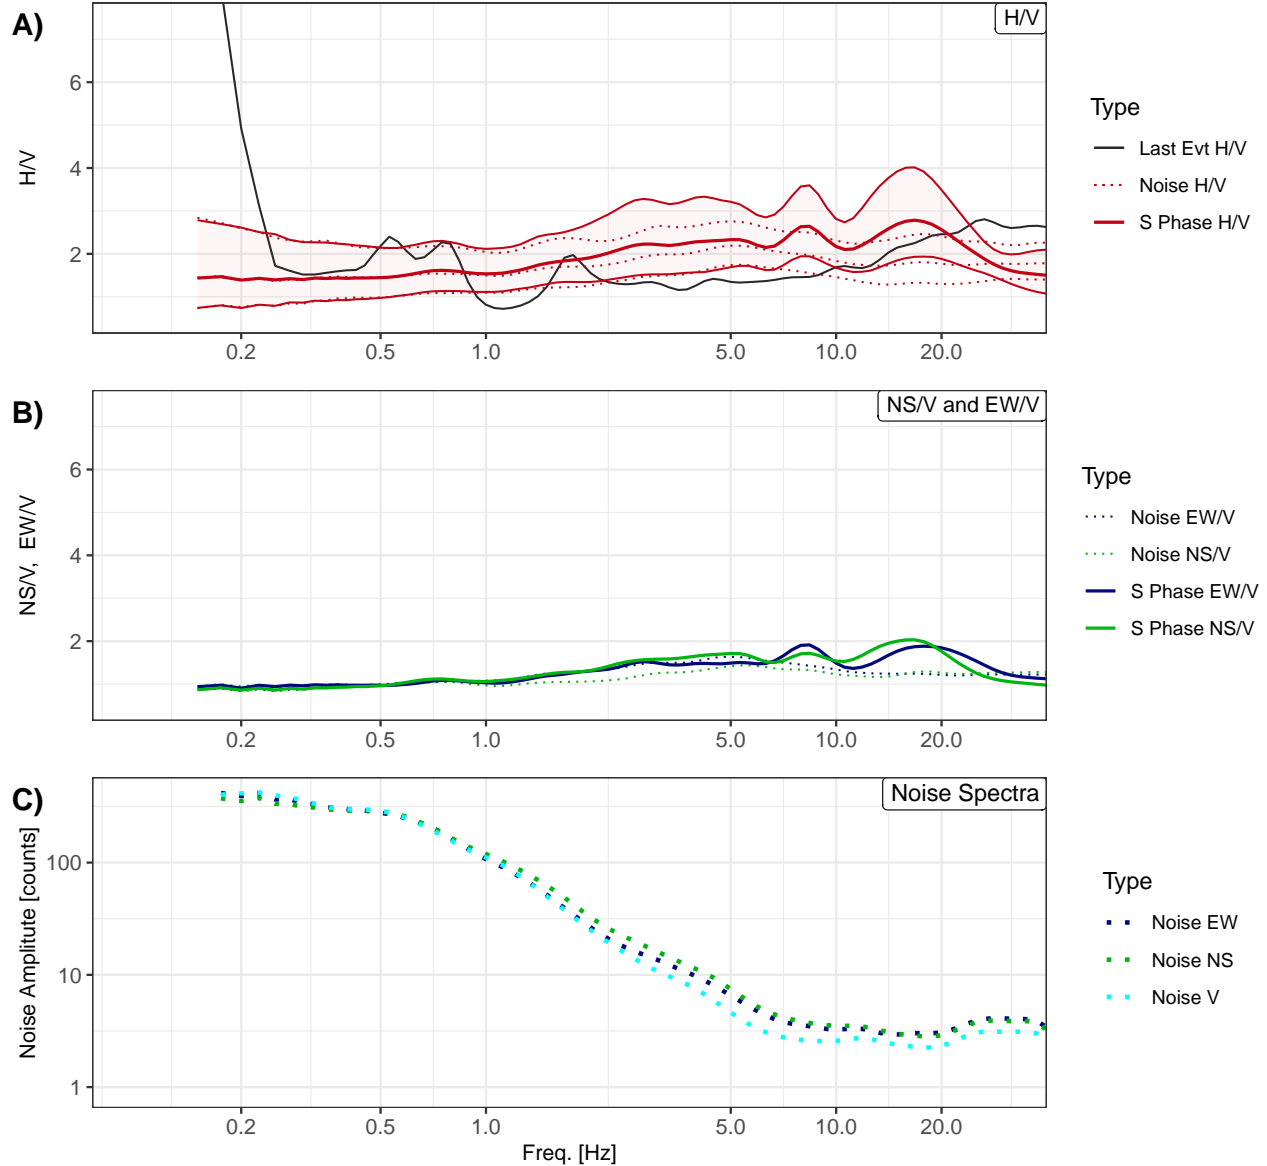 A)
H/V
6
4
2
H/V
0.2 0.5 1.0 5.0 10.0 20.0
Type
Last Evt H/V
Noise H/V
S Phase H/V
B)
NS/V and EW/V
6
4
2
NS/V, EW/V
0.2 0.5 1.0 5.0 10.0 20.0
Type
Noise EW/V
Noise NS/V
S Phase EW/V
S Phase NS/V
C)
Noise Spectra
100
10
1
Noise Amplitute [counts]
0.2 0.5 1.0 5.0 10.0 20.0
Freq. [Hz]
Type
Noise EW
Noise NS
Noise V